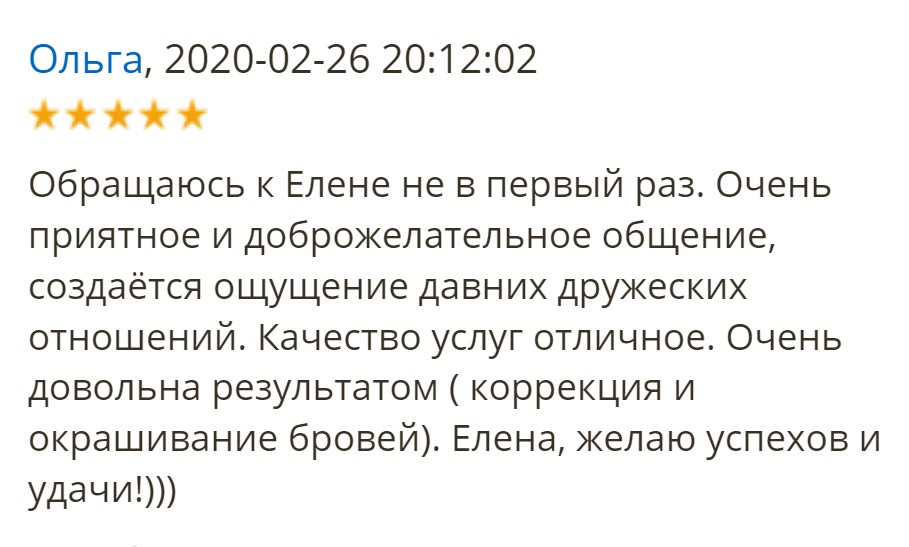 Ольга, 2020-02-26 20:12:02
Обращаюсь к Елене не в первый раз. Очень
приятное и доброжелательное общение,
создаётся ощущение давних дружеских
отношений. Качество услуг отличное. Очень
довольна результатом ( коррекция и
окрашивание бровей). Елена, желаю успехов и
удачи!)))